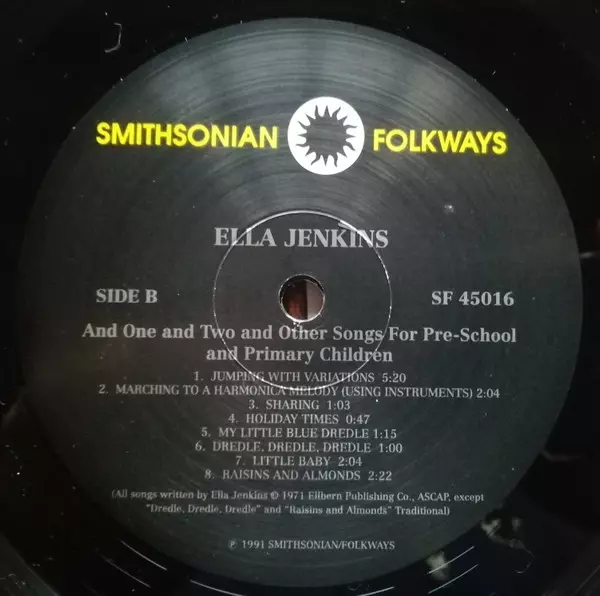 SMITHSONIAN FOLKWAYS
ELLA JENKINS
SIDE B SF 45016
And One and Two and Other Songs For Pre-School
and Primary Children
1. JUMPING WITH VARIATIONS 5:20
2. MARCHING TO A HARMONICA MELODY (USING INSTRUMENTS) 2:04
3. SHARING 1:03
4. HOLIDAY TIMES 0:47
5. MY LITTLE BLUE DREDLE 1:15
6. DREDLE, DREDLE, DREDLE 1:00
7. LITTLE BABY 2:04
8. RAISINS AND ALMONDS 2:22
(All songs written by Ella Jenkins © 1971 Ellbern Publishing Co., ASCAP, except
"Dredle, Dredle, Dredle" and "Raisins and Almonds" Traditional)
℗ 1991 SMITHSONIAN/FOLKWAYS